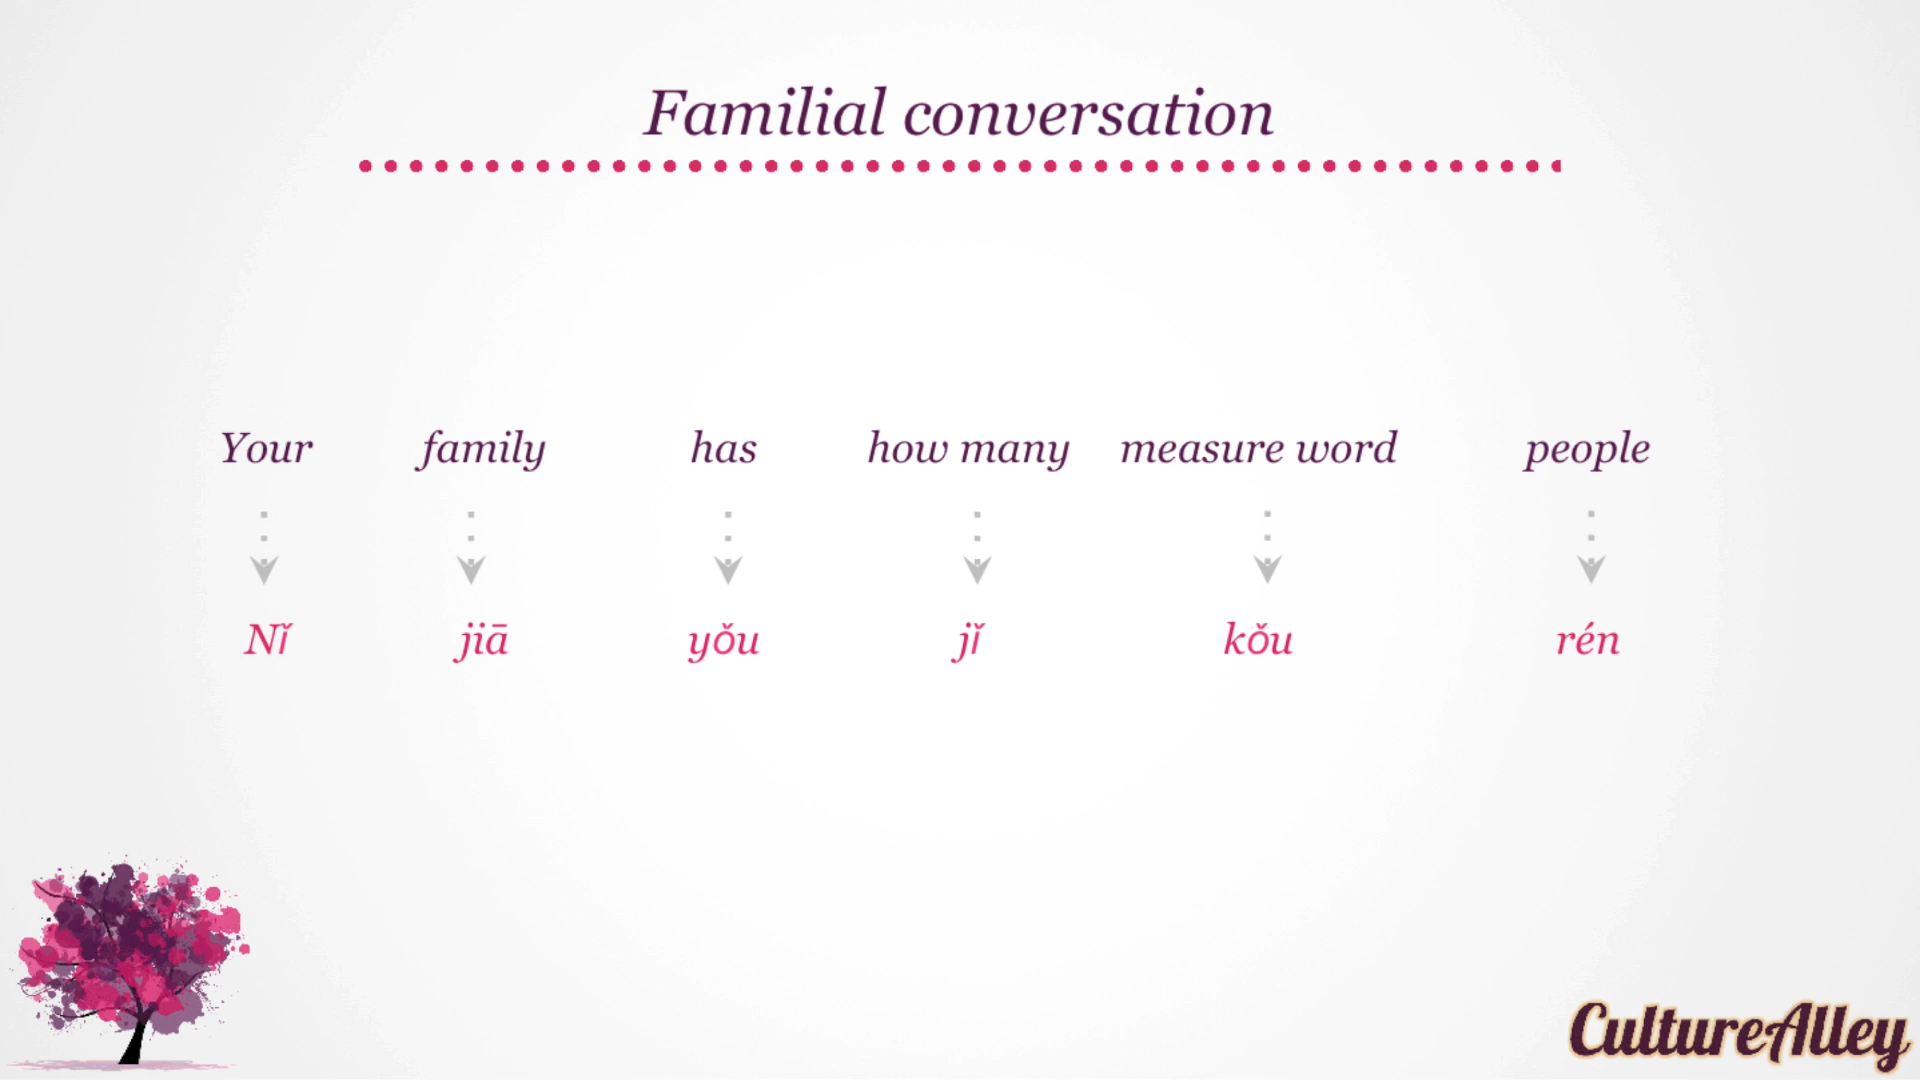 Familial conversation
Your family has how many measure word people
Nǐ jiā yǒu jǐ kǒu rén
CultureAlley